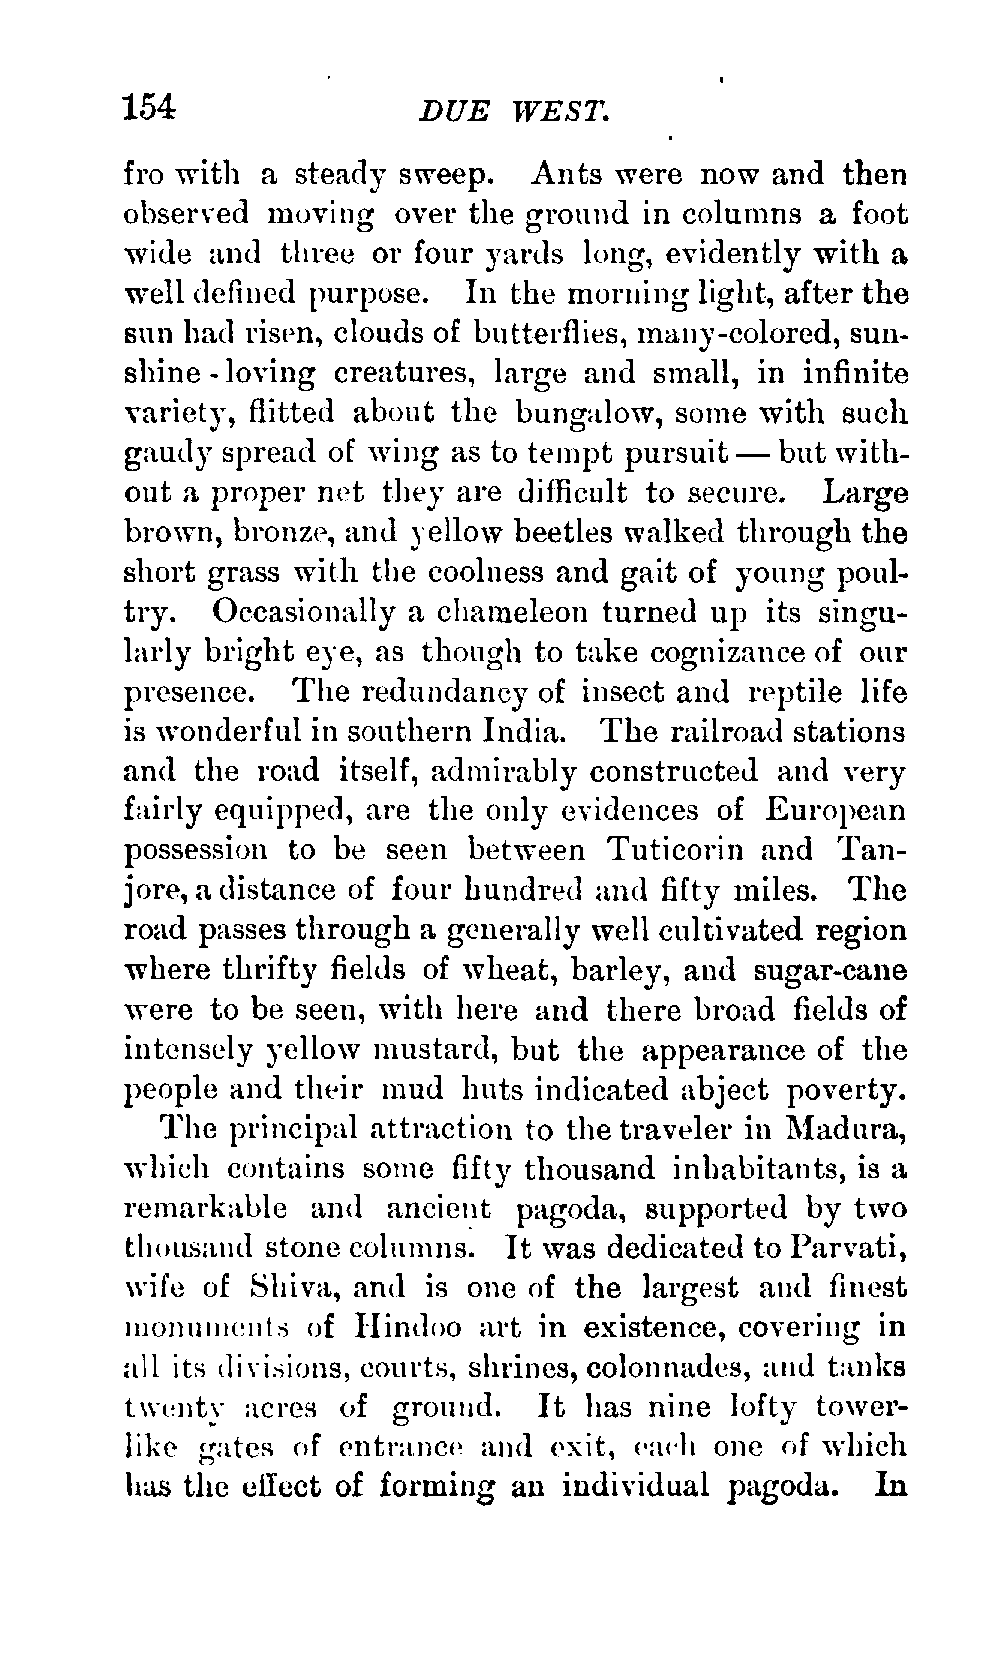 154 DUE WEST.
fro with a steady sweep. Ants were now and then
observed moving over the ground in columns a foot
wide and three or four yards long, evidently with a
well defined purpose. In the morning light, after the
sun had risen, clouds of butterflies, many-colored, sun-
shine-loving creatures, large and small, in infinite
variety, flitted about the bungalow, some with such
gaudy spread of wing as to tempt pursuit — but with-
out a proper net they are difficult to secure. Large
brown, bronze, and yellow beetles walked through the
short grass with the coolness and gait of young poul-
try. Occasionally a chameleon turned up its singu-
larly bright eye, as though to take cognizance of our
presence. The redundancy of insect and reptile life
is wonderful in southern India. The railroad stations
and the road itself, admirably constructed and very
fairly equipped, are the only evidences of European
possession to be seen between Tuticorin and Tan-
jore, a distance of four hundred and fifty miles. The
road passes through a generally well cultivated region
where thrifty fields of wheat, barley, and sugar-cane
were to be seen, with here and there broad fields of
intensely yellow mustard, but the appearance of the
people and their mud huts indicated abject poverty.
The principal attraction to the traveler in Madura,
which contains some fifty thousand inhabitants, is a
remarkable and ancient pagoda, supported by two
thousand stone columns. It was dedicated to Parvati,
wife of Shiva, and is one of the largest and finest
monuments of Hindoo art in existence, covering in
all its divisions, courts, shrines, colonnades, and tanks
twenty acres of ground. It has nine lofty tower-
like gates of entrance and exit, each one of which
has the effect of forming an individual pagoda. In